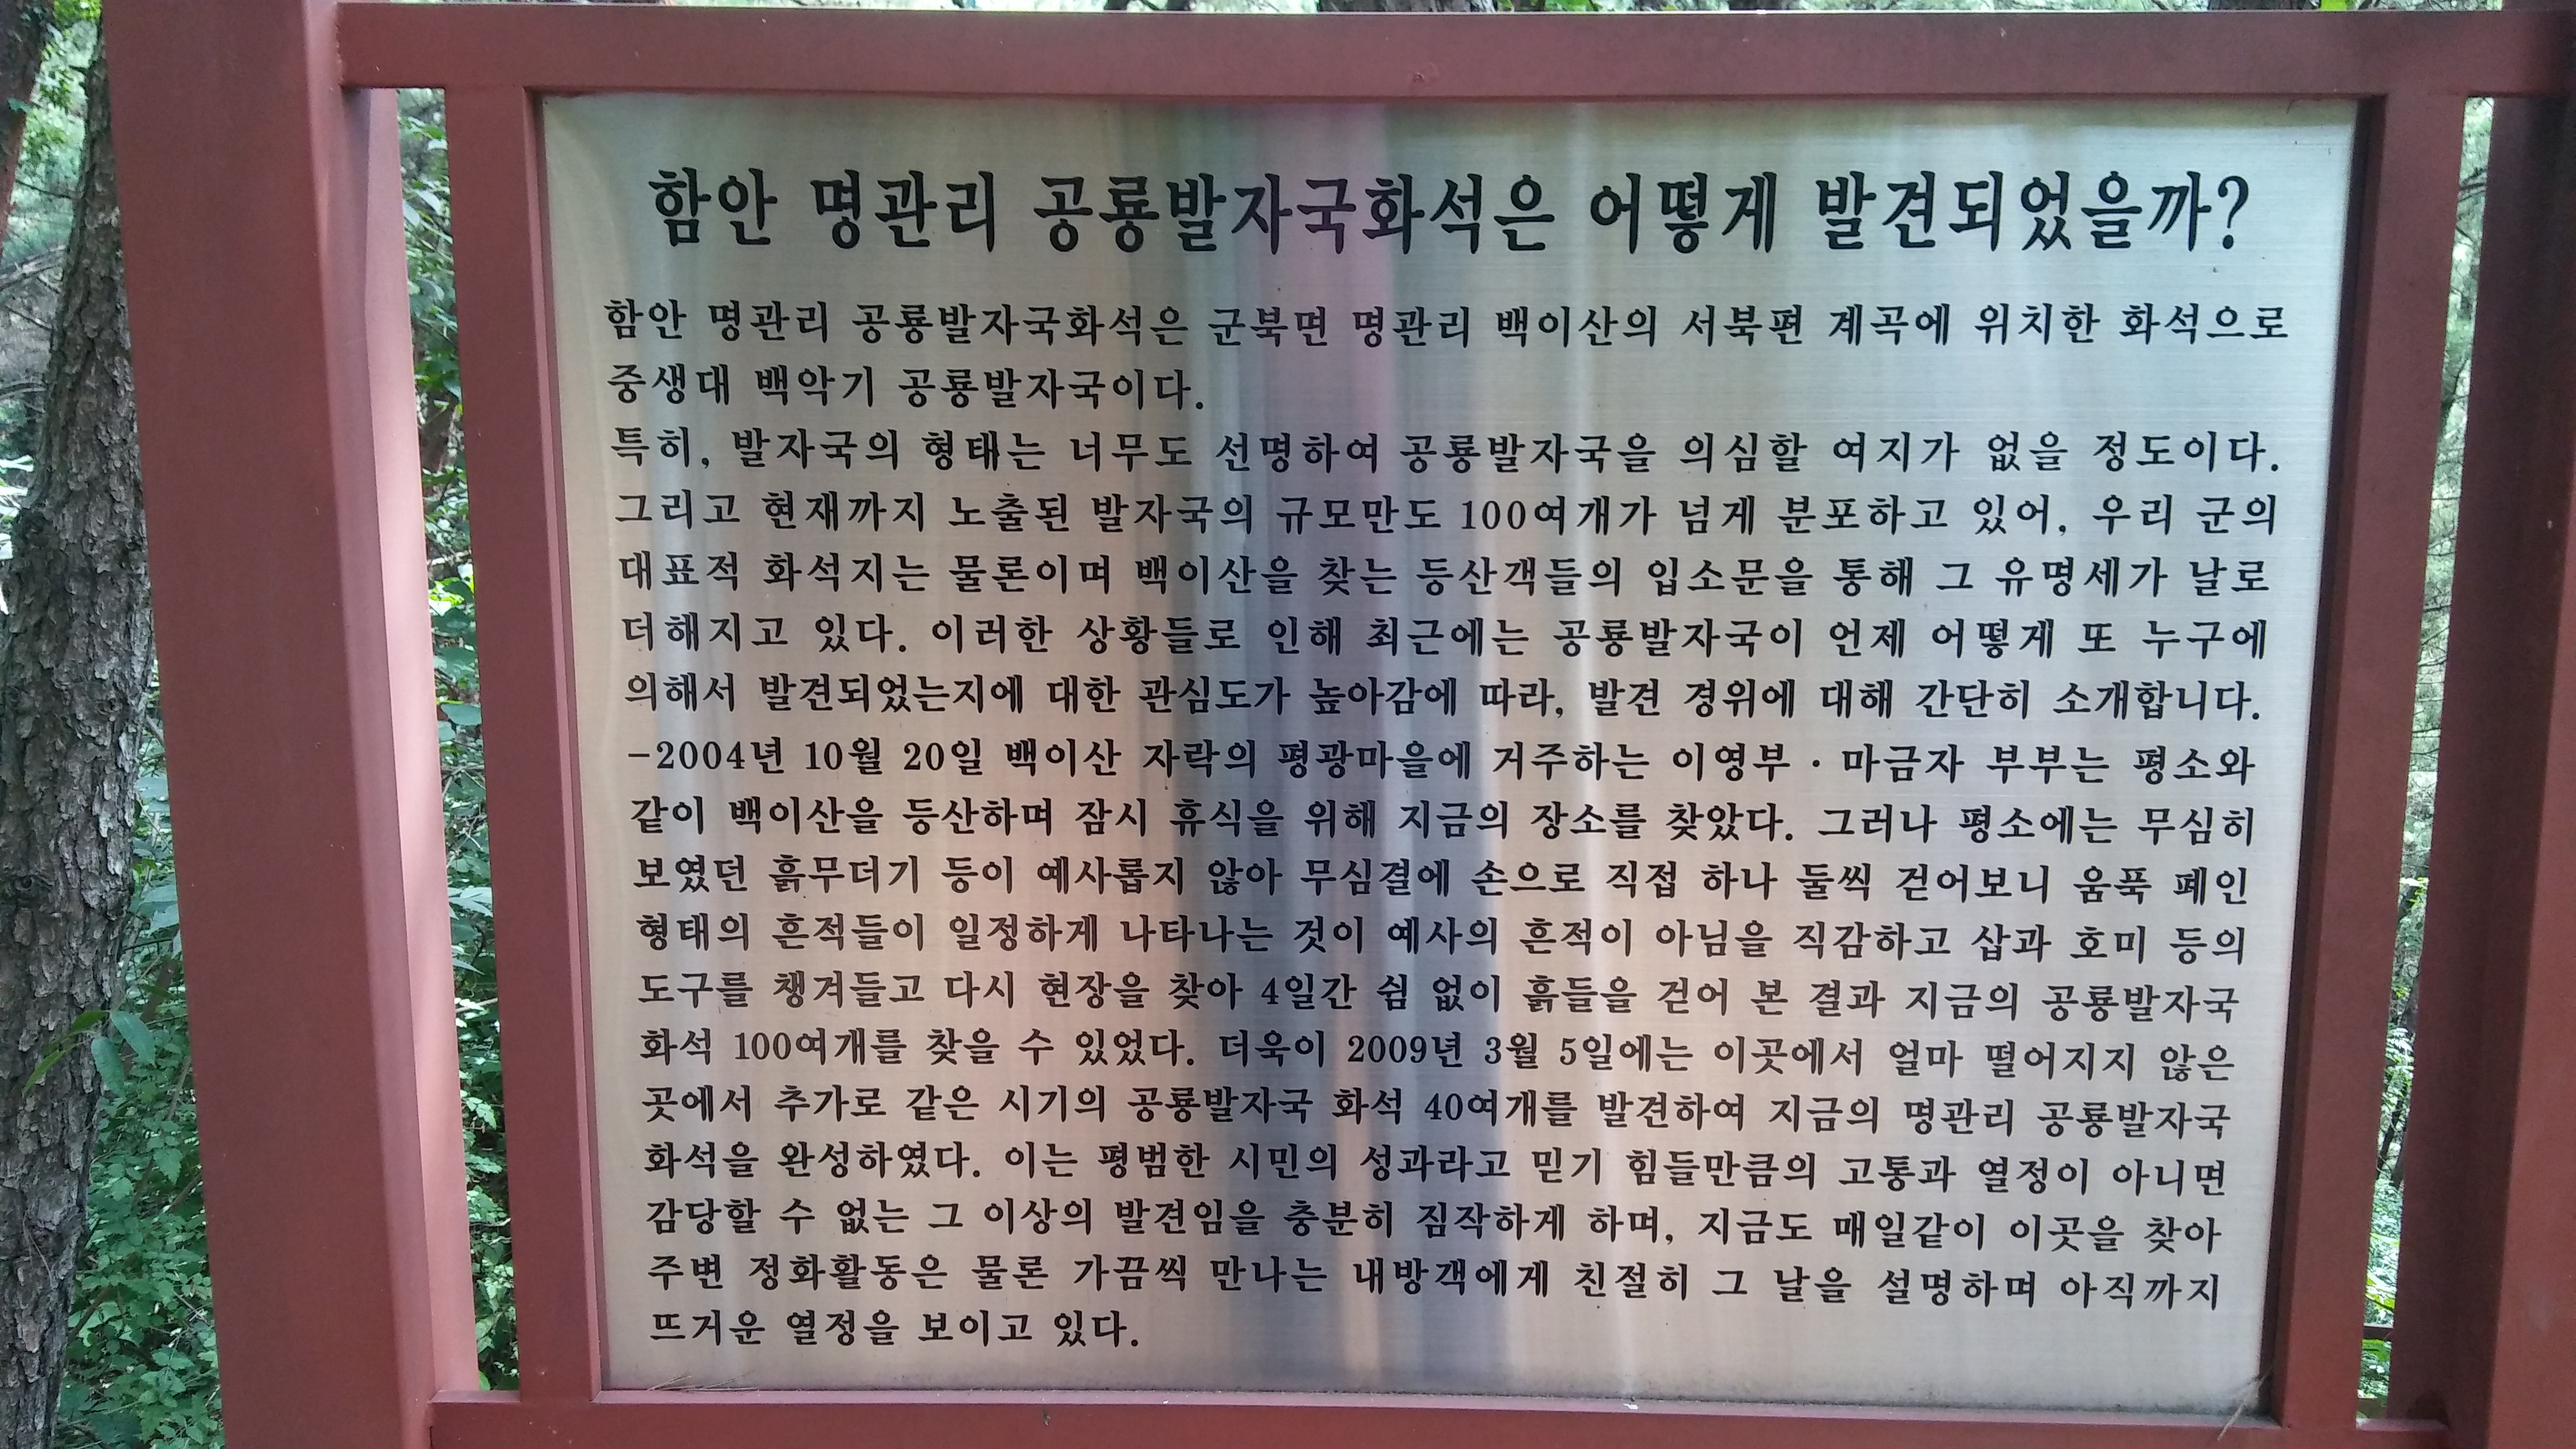 함안 명관리 공룡발자국화석은 어떻게 발견되었을까?
함안 명관리 공룡발자국화석은 군북면 명관리 백이산의 서북편 계곡에 위치한 화석으로
중생대 백악기 공룡발자국이다.
특히, 발자국의 형태는 너무도 선명하여 공룡발자국을 의심할 여지가 없을 정도이다.
그리고 현재까지 노출된 발자국의 규모만도 100여개가 넘게 분포하고 있어, 우리 군의
대표적 화석지는 물론이며 백이산을 찾는 등산객들의 입소문을 통해 그 유명세가 날로
더해지고 있다. 이러한 상황들로 인해 최근에는 공룡발자국이 언제 어떻게 또 누구에
의해서 발견되었는지에 대한 관심도가 높아감에 따라, 발견 경위에 대해 간단히 소개합니다.
-2004년 10월 20일 백이산 자락의 평광마을에 거주하는 이영부·마금자 부부는 평소와
같이 백이산을 등산하며 잠시 휴식을 위해 지금의 장소를 찾았다. 그러나 평소에는 무심히
보였던 흙무더기 등이 예사롭지 않아 무심결에 손으로 직접 하나 둘씩 걷어보니 움푹 폐인
형태의 흔적들이 일정하게 나타나는 것이 예사의 흔적이 아님을 직감하고 삽과 호미 등의
도구를 챙겨들고 다시 현장을 찾아 4일간 쉼 없이 흙들을 걷어 본 결과 지금의 공룡발자국
화석 100여개를 찾을 수 있었다. 더욱이 2009년 3월 5일에는 이곳에서 얼마 떨어지지 않은
곳에서 추가로 같은 시기의 공룡발자국 화석 40여개를 발견하여 지금의 명관리 공룡발자국
화석을 완성하였다. 이는 평범한 시민의 성과라고 믿기 힘들만큼의 고통과 열정이 아니면
감당할 수 없는 그 이상의 발견임을 충분히 짐작하게 하며, 지금도 매일같이 이곳을 찾아
주변 정화활동은 물론 가끔씩 만나는 내방객에게 친절히 그 날을 설명하며 아직까지
뜨거운 열정을 보이고 있다.